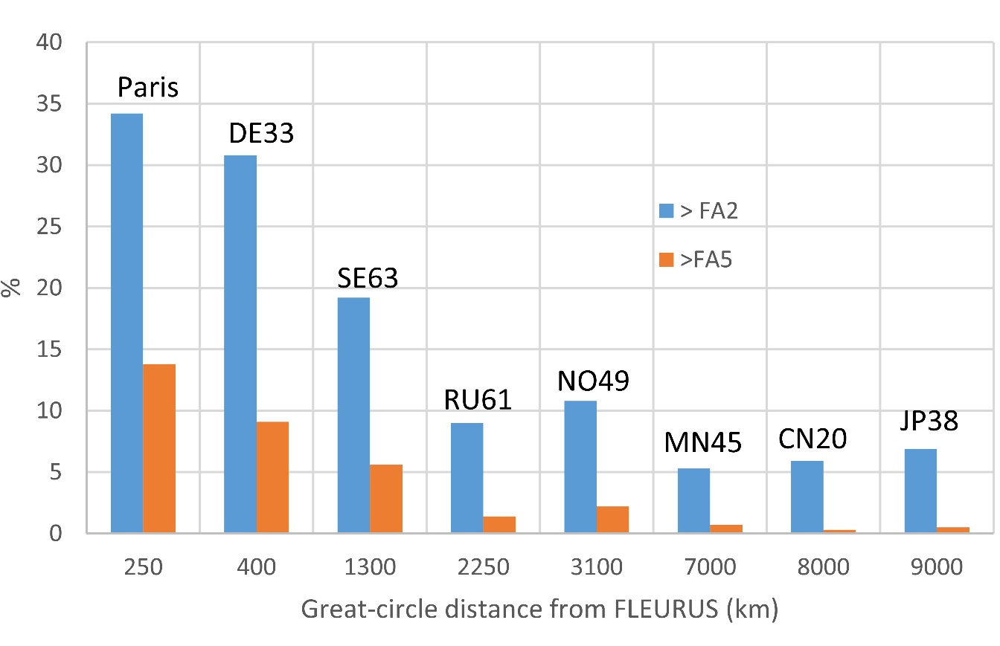 40
35
30
25
20
15
10
5
0
%
Paris
DE33
SE63
RU61
NO49
MN45
CN20
JP38
> FA2
>FA5
250 400 1300 2250 3100 7000 8000 9000
Great-circle distance from FLEURUS (km)